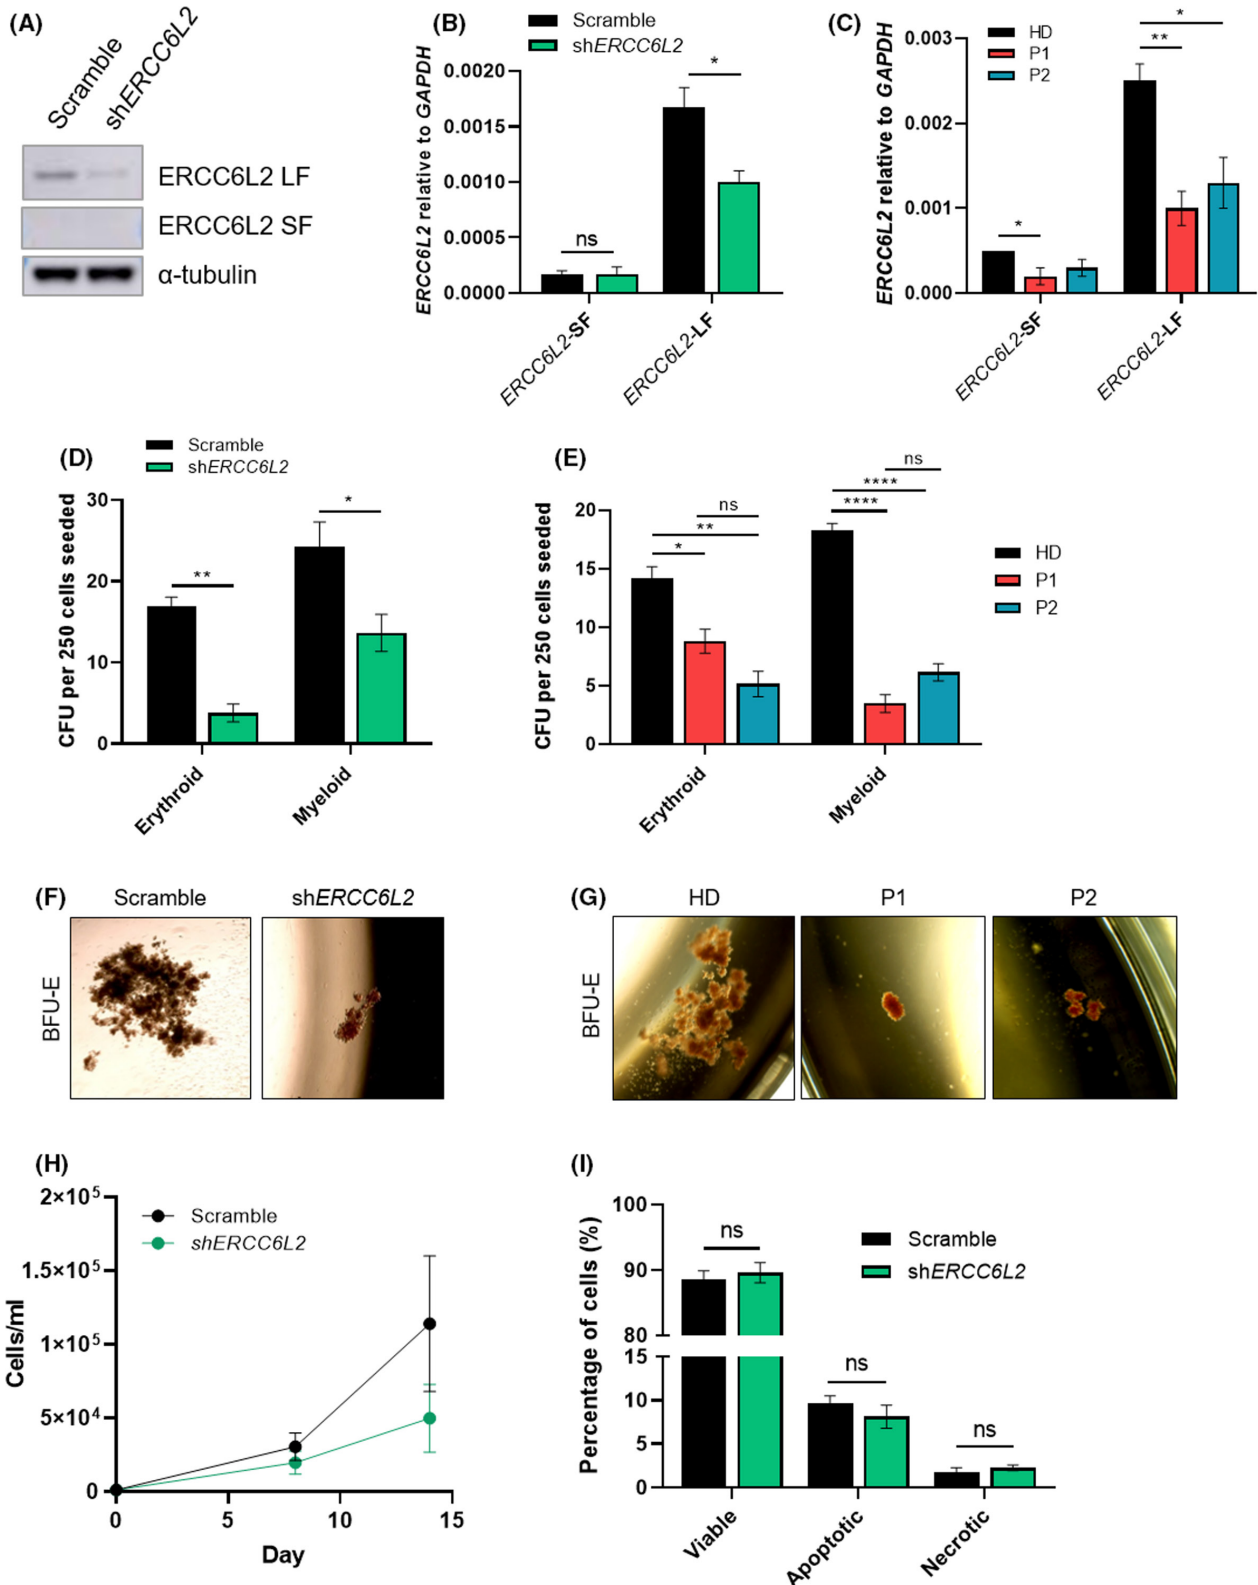 (A)
Scramble
shERCC6L2
ERCC6L2 LF
ERCC6L2 SF
α-tubulin
(B)
Scramble
shERCC6L2
ERCC6L2 relative to GAPDH
0.0020
0.0015
0.0010
0.0005
0.0000
ns
*
ERCC6L2-SF
ERCC6L2-LF
(C)
HD
P1
P2
ERCC6L2 relative to GAPDH
0.003
0.002
0.001
0.000
*
**
*
ERCC6L2-SF
ERCC6L2-LF
(D)
Scramble
shERCC6L2
CFU per 250 cells seeded
30
20
10
0
**
*
Erythroid
Myeloid
(E)
CFU per 250 cells seeded
20
15
10
5
0
ns
**
*
ns
****
****
HD
P1
P2
Erythroid
Myeloid
(F)
Scramble
shERCC6L2
BFU-E
(G)
HD
P1
P2
BFU-E
(H)
Cells/ml
2×10⁵
1.5×10⁵
1×10⁵
5×10⁴
0
Scramble
shERCC6L2
0
5
10
15
Day
(I)
Percentage of cells (%)
100
90
80
15
10
5
0
ns
ns
ns
Scramble
shERCC6L2
Viable
Apoptotic
Necrotic